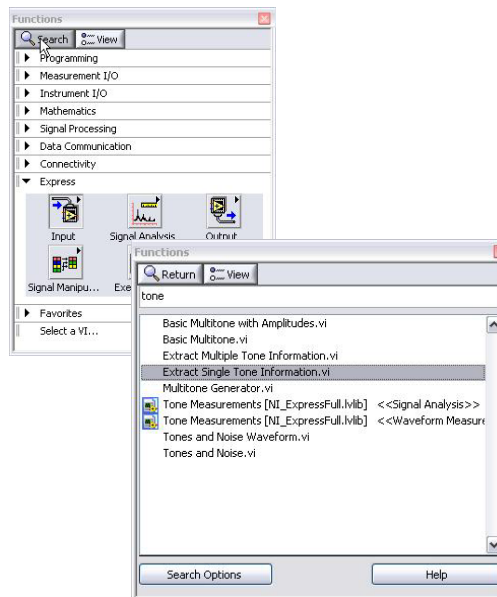 Functions
Search View
Programming
Measurement I/O
Instrument I/O
Mathematics
Signal Processing
Data Communication
Connectivity
Express
Input Signal Analysis Output
Signal Manipu...
Favorites
Select a VI...
Functions
Return View
tone
Basic Multitone with Amplitudes.vi
Basic Multitone.vi
Extract Multiple Tone Information.vi
Extract Single Tone Information.vi
Multitone Generator.vi
Tone Measurements [NI_ExpressFull.lvlib] <<Signal Analysis>>
Tone Measurements [NI_ExpressFull.lvlib] <<Waveform Measure
Tones and Noise Waveform.vi
Tones and Noise.vi
Search Options Help